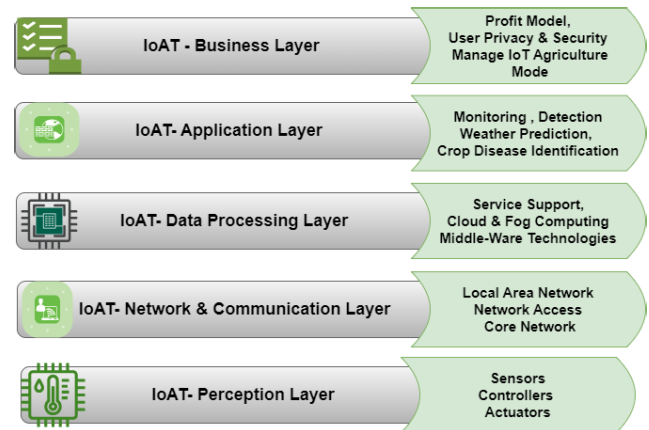 IoAT - Business Layer
Profit Model,
User Privacy & Security
Manage IoT Agriculture
Mode
IoAT- Application Layer
Monitoring , Detection
Weather Prediction,
Crop Disease Identification
IoAT- Data Processing Layer
Service Support,
Cloud & Fog Computing
Middle-Ware Technologies
IoAT- Network & Communication Layer
Local Area Network
Network Access
Core Network
IoAT- Perception Layer
Sensors
Controllers
Actuators